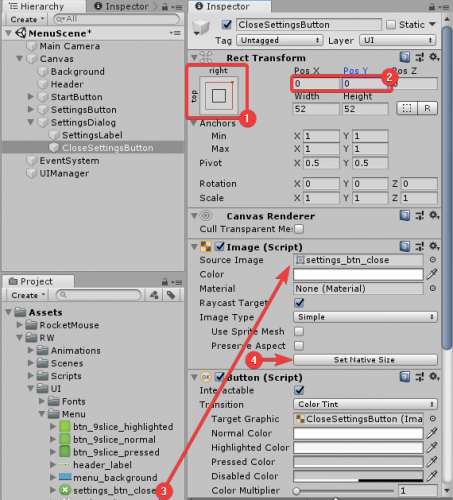 Hierarchy
Inspector
Create
All
MenuScene*
Main Camera
Canvas
Background
Header
StartButton
SettingsButton
SettingsDialog
SettingsLabel
CloseSettingsButton
EventSystem
UIManager
Project
Create
Assets
RocketMouse
RW
Animations
Scenes
Scripts
UI
Fonts
Menu
btn_9slice_highlighted
btn_9slice_normal
btn_9slice_pressed
header_label
menu_background
settings_btn_close
3
Inspector
CloseSettingsButton
Static
Tag Untagged Layer UI
Rect Transform
right
top
1
Pos X Pos Y Pos Z
2
0 0 0
Width Height
52 52 R
Anchors
Min X 1 Y 1
Max X 1 Y 1
Pivot X 0.5 Y 0.5
Rotation X 0 Y 0 Z 0
Scale X 1 Y 1 Z 1
Canvas Renderer
Cull Transparent Me
Image (Script)
Source Image settings_btn_close
Color
Material None (Material)
Raycast Target
Image Type Simple
Use Sprite Mesh
Preserve Aspect
4
Set Native Size
Button (Script)
OK
Interactable
Transition Color Tint
Target Graphic CloseSettingsButton (Ima
Normal Color
Highlighted Color
Pressed Color
Disabled Color
Color Multiplier 1